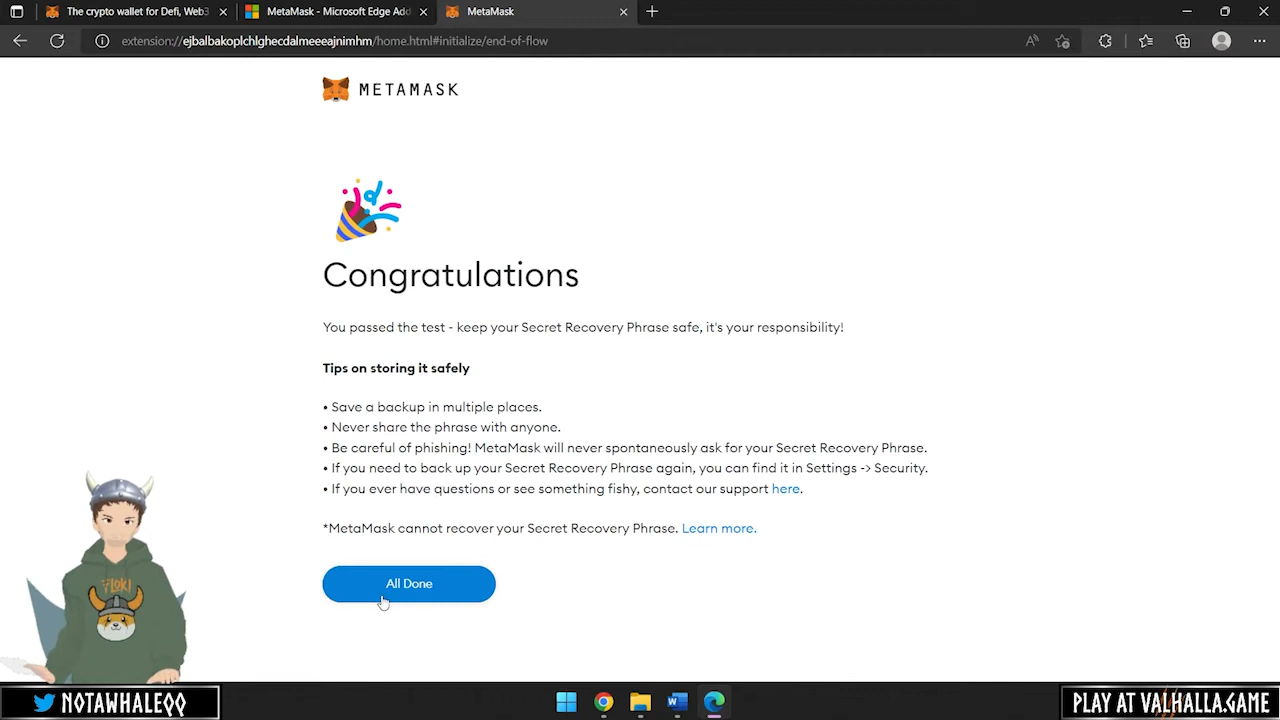 The crypto wallet for Defi, Web3
MetaMask - Microsoft Edge Add
MetaMask
extension://ejbalbakoplchlghecdalmeeeajnimhm/home.html#initialize/end-of-flow
METAMASK
Congratulations
You passed the test - keep your Secret Recovery Phrase safe, it's your responsibility!
Tips on storing it safely
• Save a backup in multiple places.
• Never share the phrase with anyone.
• Be careful of phishing! MetaMask will never spontaneously ask for your Secret Recovery Phrase.
• If you need to back up your Secret Recovery Phrase again, you can find it in Settings -> Security.
• If you ever have questions or see something fishy, contact our support here.
*MetaMask cannot recover your Secret Recovery Phrase. Learn more.
All Done
FLOKI
NOTAWHALEQQ
PLAY AT VALHALLA.GAME